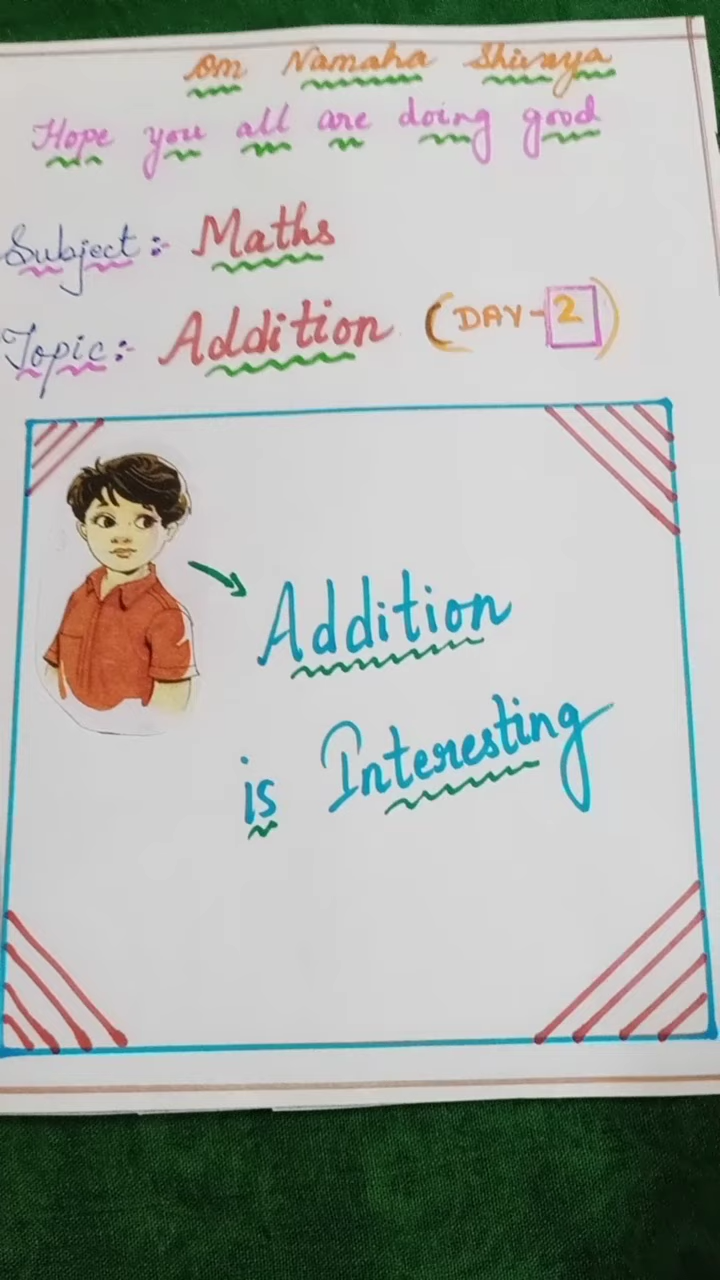 Om Namaha Shivaya
Hope you all are doing good
Subject:- Maths
Topic:- Addition (DAY-2)
Addition
is Interesting